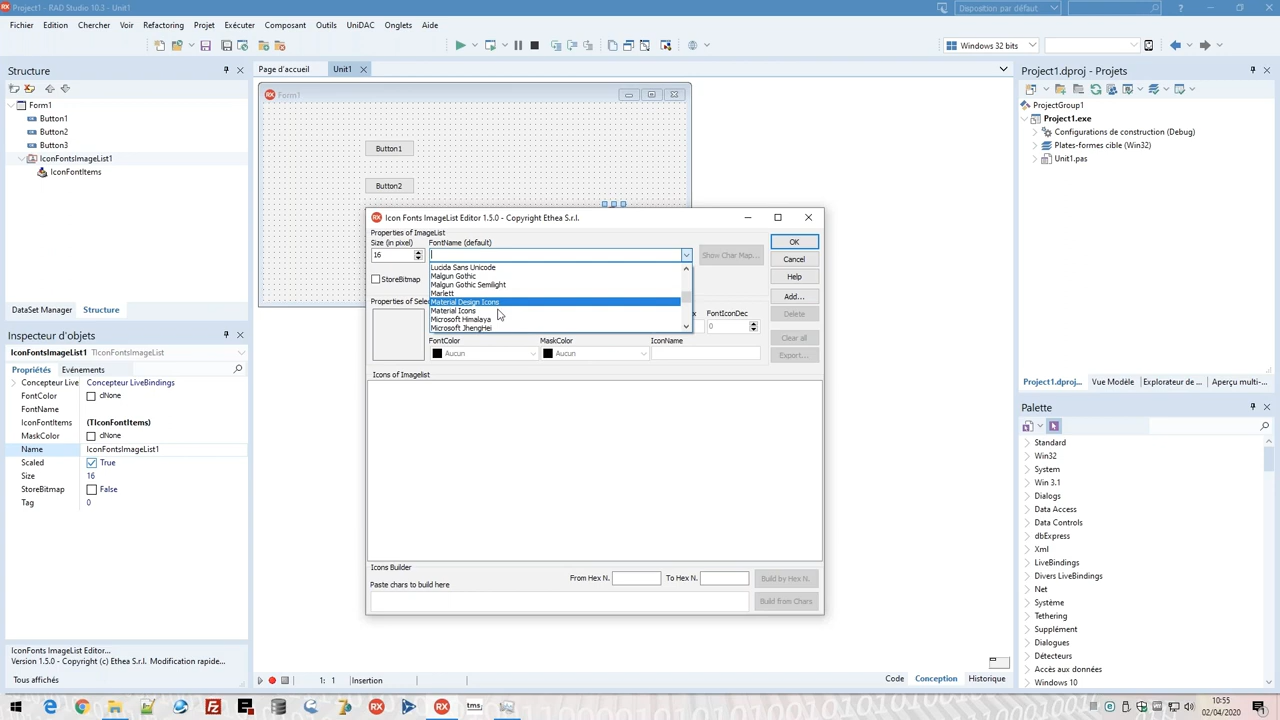 Project1 - RAD Studio 10.3 - Unit1
Disposition par défaut
Fichier Edition Chercher Voir Refactoring Projet Exécuter Composant Outils UniDAC Onglets Aide
Windows 32 bits
Structure
Form1
Button1
Button2
Button3
IconFontsImageList1
IconFontItems
DataSet Manager Structure
Inspecteur d'objets
IconFontsImageList1 TIconFontsImageList
Propriétés Evénements
Concepteur Live Concepteur LiveBindings
FontColor clNone
FontName
IconFontItems (TIconFontItems)
MaskColor clNone
Name IconFontsImageList1
Scaled True
Size 16
StoreBitmap False
Tag 0
IconFonts ImageList Editor...
Version 1.5.0 - Copyright (c) Ethea S.r.l. Modification rapide...
Tous affichés
Page d'accueil Unit1
Form1
Button1
Button2
Icon Fonts ImageList Editor 1.5.0 - Copyright Ethea S.r.l.
Properties of ImageList
Size (in pixel) FontName (default)
16
Show Char Map...
OK
Cancel
Help
Add...
Delete
Clear all
Export...
StoreBitmap
Lucida Sans Unicode
Malgun Gothic
Malgun Gothic Semilight
Marlett
Material Design Icons
Material Icons
Microsoft Himalaya
Microsoft JhengHei
Properties of Selec
x FontIconDec
0
FontColor MaskColor IconName
Aucun Aucun
Icons of Imagelist
Icons Builder
Paste chars to build here
From Hex N. To Hex N. Build by Hex N.
Build from Chars
1: 1 Insertion
Code Conception Historique
Project1.dproj - Projets
ProjectGroup1
Project1.exe
Configurations de construction (Debug)
Plates-formes cible (Win32)
Unit1.pas
Project1.dproj... Vue Modèle Explorateur de ... Aperçu multi-...
Palette
Standard
Win32
System
Win 3.1
Dialogs
Data Access
Data Controls
dbExpress
Xml
LiveBindings
Divers LiveBindings
Net
Système
Tethering
Supplément
Dialogues
Détecteurs
Accès aux données
Windows 10
tms
10:55
02/04/2020